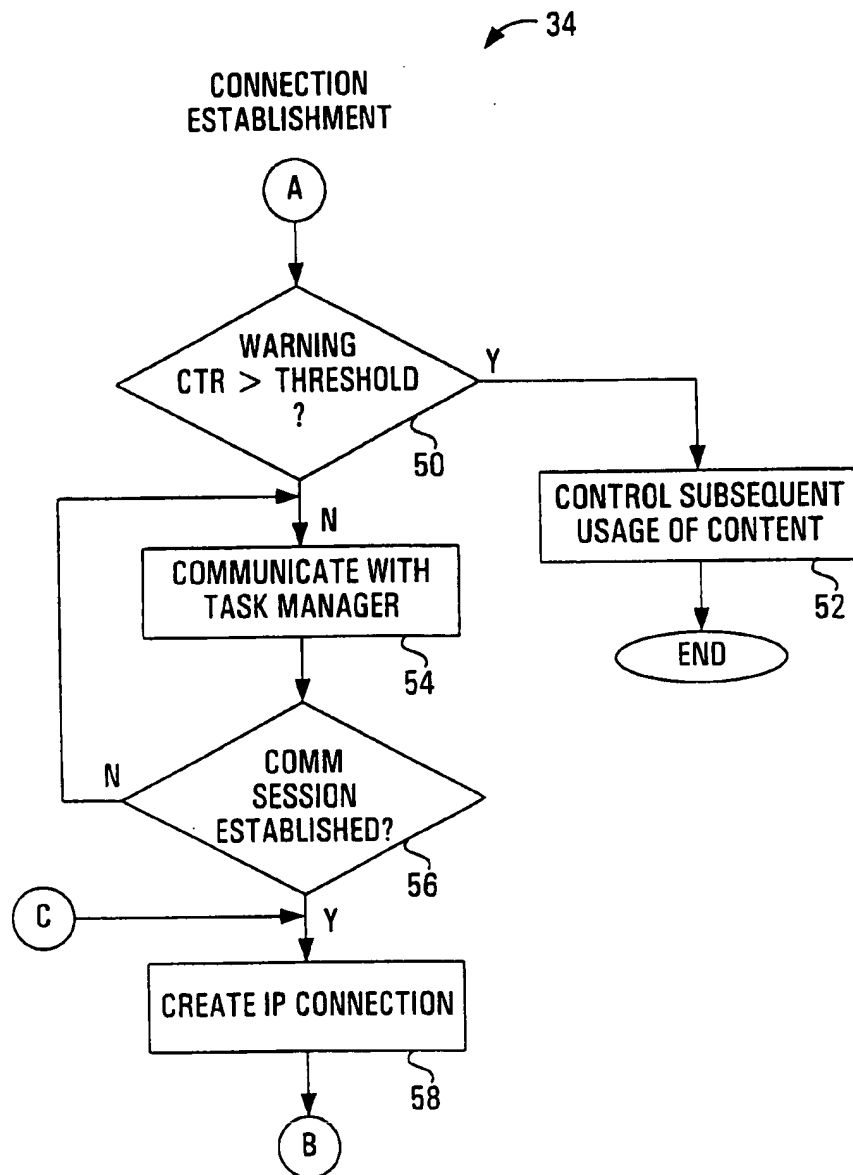 34
CONNECTION
ESTABLISHMENT
A
WARNING
CTR > THRESHOLD
?
Y
50
N
CONTROL SUBSEQUENT
USAGE OF CONTENT
52
COMMUNICATE WITH
TASK MANAGER
54
END
COMM
SESSION
ESTABLISHED?
N
56
C
Y
CREATE IP CONNECTION
58
B